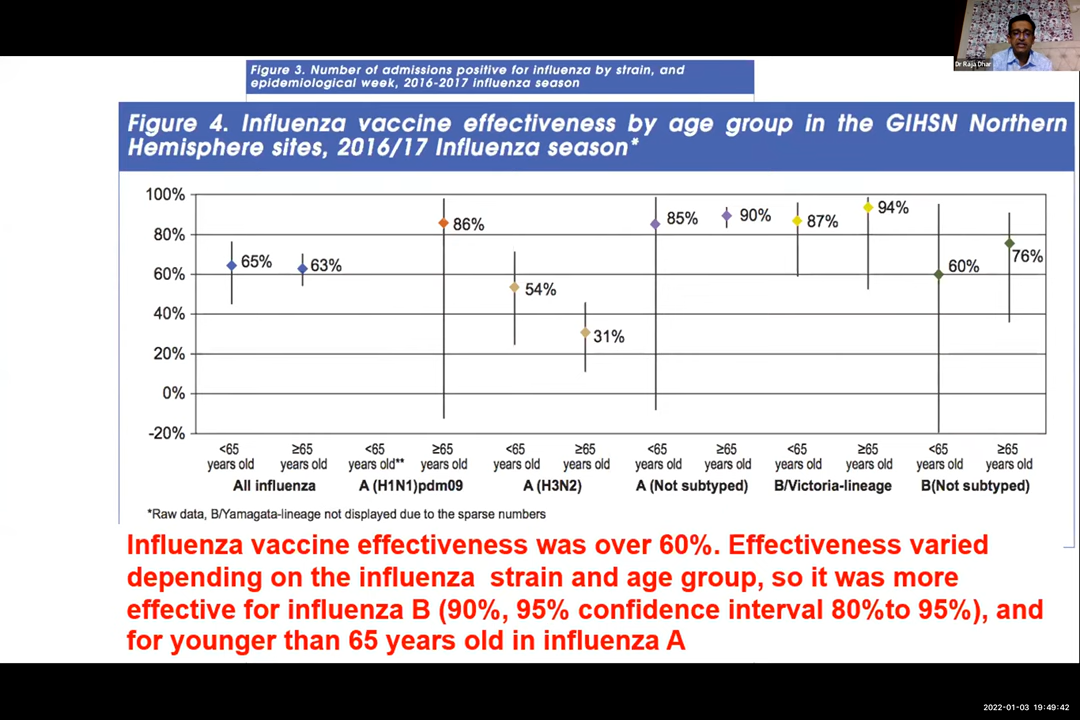 Dr Raja Dhar
Figure 3. Number of admissions positive for influenza by strain, and
epidemiological week, 2016-2017 influenza season
Figure 4. Influenza vaccine effectiveness by age group in the GIHSN Northern
Hemisphere sites, 2016/17 Influenza season*
100%
80%
60%
40%
20%
0%
-20%
65%
63%
86%
54%
31%
85%
90%
87%
94%
60%
76%
<65 ≥65 <65 ≥65 <65 ≥65 <65 ≥65 <65 ≥65 <65 ≥65
years old years old years old** years old years old years old years old years old years old years old years old years old
All influenza A (H1N1)pdm09 A (H3N2) A (Not subtyped) B/Victoria-lineage B(Not subtyped)
*Raw data, B/Yamagata-lineage not displayed due to the sparse numbers
Influenza vaccine effectiveness was over 60%. Effectiveness varied
depending on the influenza strain and age group, so it was more
effective for influenza B (90%, 95% confidence interval 80%to 95%), and
for younger than 65 years old in influenza A
2022-01-03 19:49:42